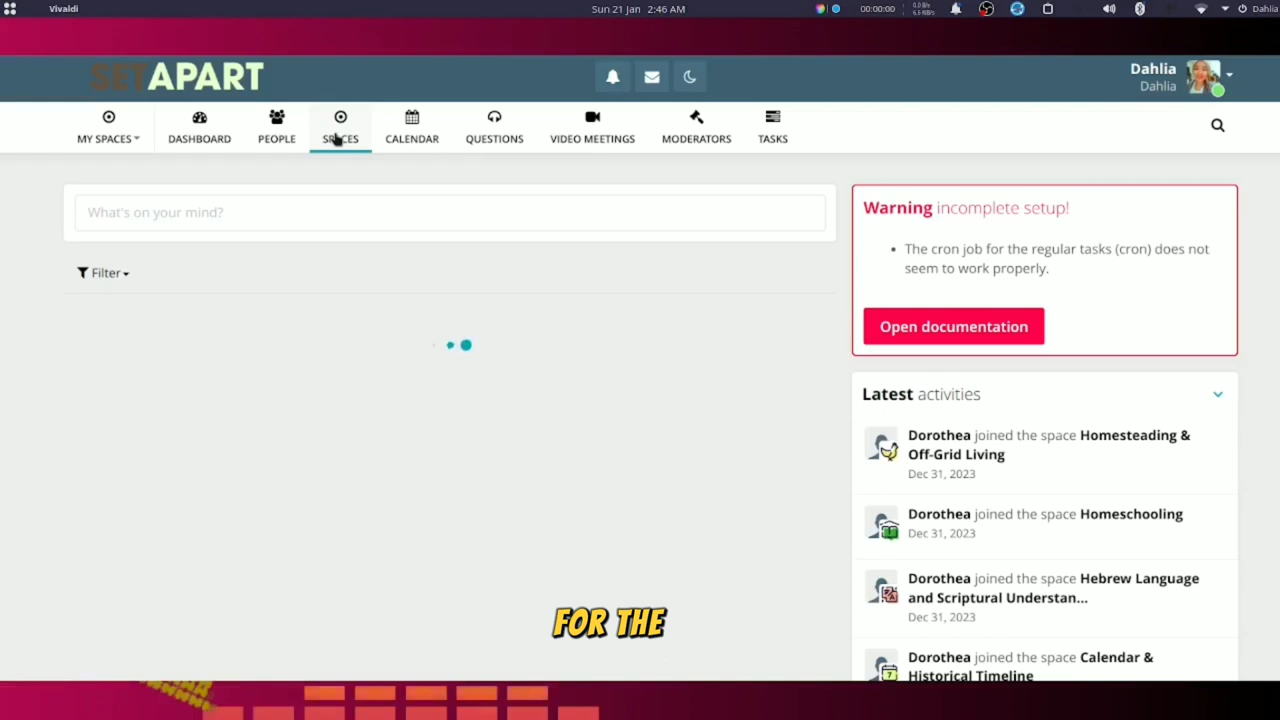 Vivaldi
Sun 21 Jan 2:46 AM
00:00:00
Dahlia
SETAPART
Dahlia
Dahlia
MY SPACES
DASHBOARD
PEOPLE
SPACES
CALENDAR
QUESTIONS
VIDEO MEETINGS
MODERATORS
TASKS
What's on your mind?
Filter
Warning incomplete setup!
The cron job for the regular tasks (cron) does not
seem to work properly.
Open documentation
Latest activities
Dorothea joined the space Homesteading &
Off-Grid Living
Dec 31, 2023
Dorothea joined the space Homeschooling
Dec 31, 2023
Dorothea joined the space Hebrew Language
and Scriptural Understan...
Dec 31, 2023
Dorothea joined the space Calendar &
Historical Timeline
FOR THE